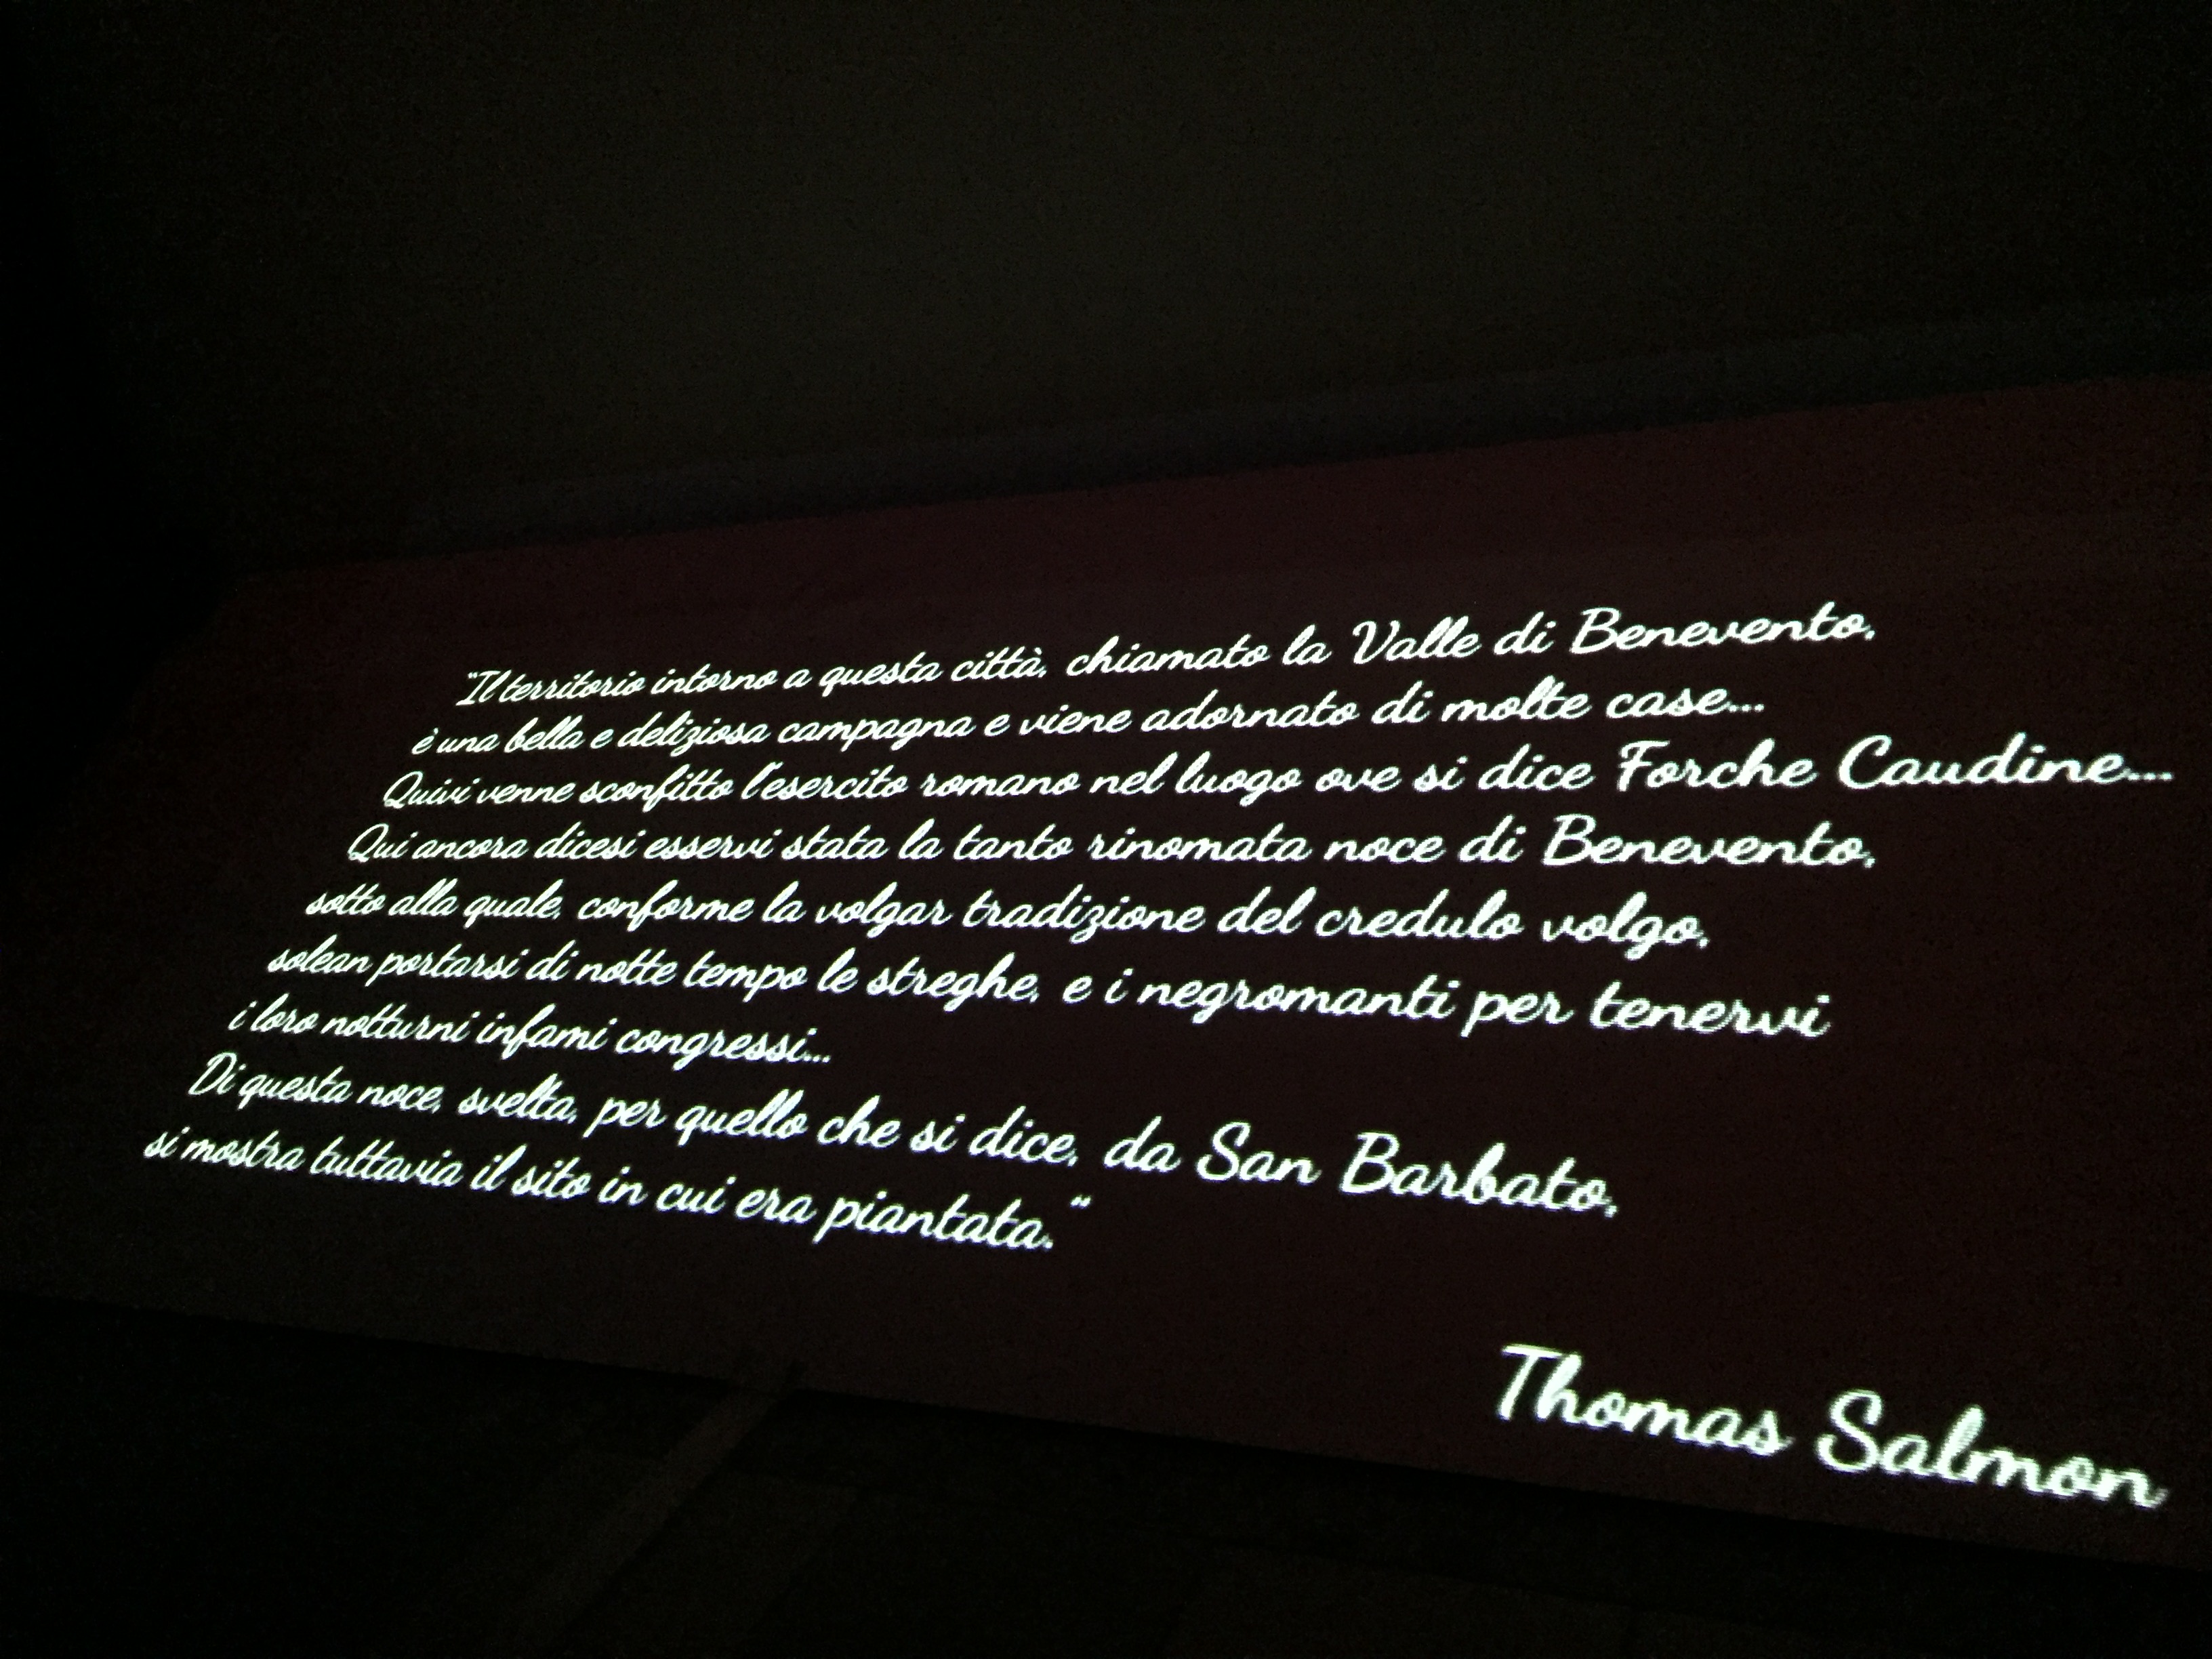 "Il territorio intorno a questa città, chiamato la Valle di Benevento,
è una bella e deliziosa campagna e viene adornato di molte case...
Quivi venne sconfitto l'esercito romano nel luogo ove si dice Forche Caudine...
Qui ancora dicesi esservi stata la tanto rinomata noce di Benevento,
sotto alla quale, conforme la volgar tradizione del credulo volgo,
solean portarsi di notte tempo le streghe, e i negromanti per tenervi
i loro notturni infami congressi...
Di questa noce, svelta, per quello che si dice, da San Barbato,
si mostra tuttavia il sito in cui era piantata."
Thomas Salmon